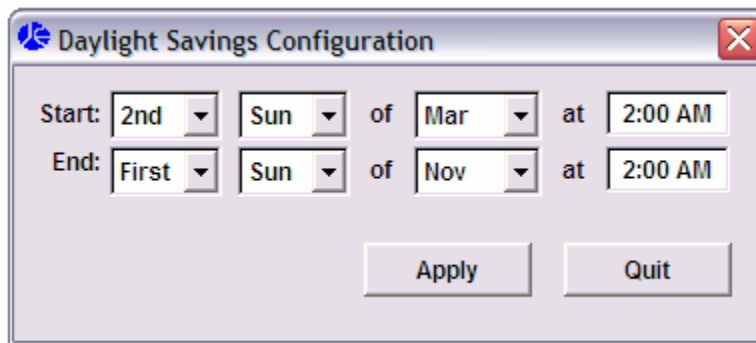 Daylight Savings Configuration
Start: 2nd Sun of Mar at 2:00 AM
End: First Sun of Nov at 2:00 AM
Apply Quit